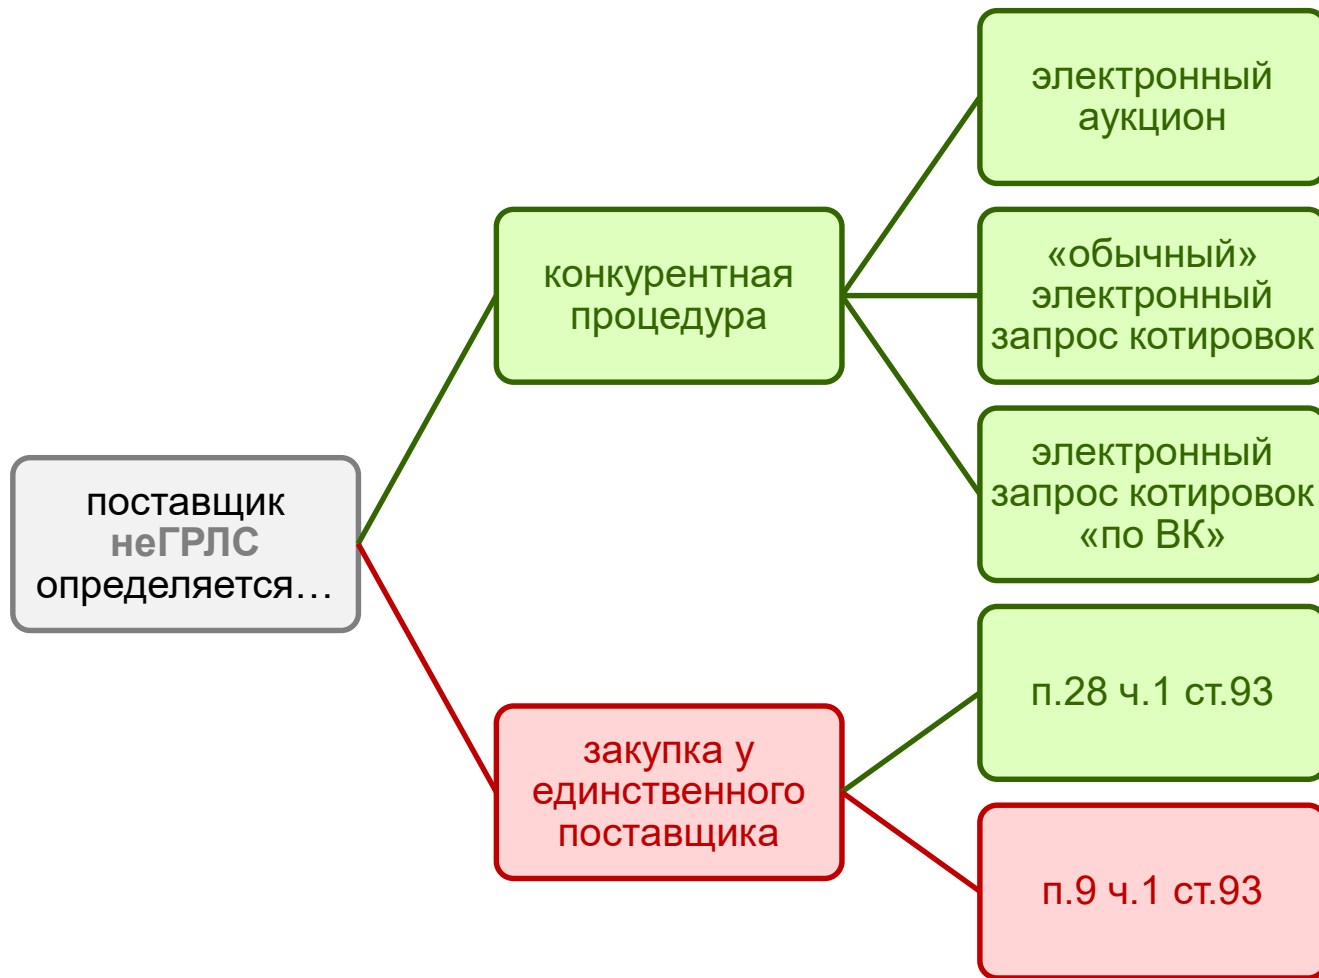 поставщик
неГРЛС
определяется…
конкурентная
процедура
электронный
аукцион
«обычный»
электронный
запрос котировок
электронный
запрос котировок
«по ВК»
закупка у
единственного
поставщика
п.28 ч.1 ст.93
п.9 ч.1 ст.93